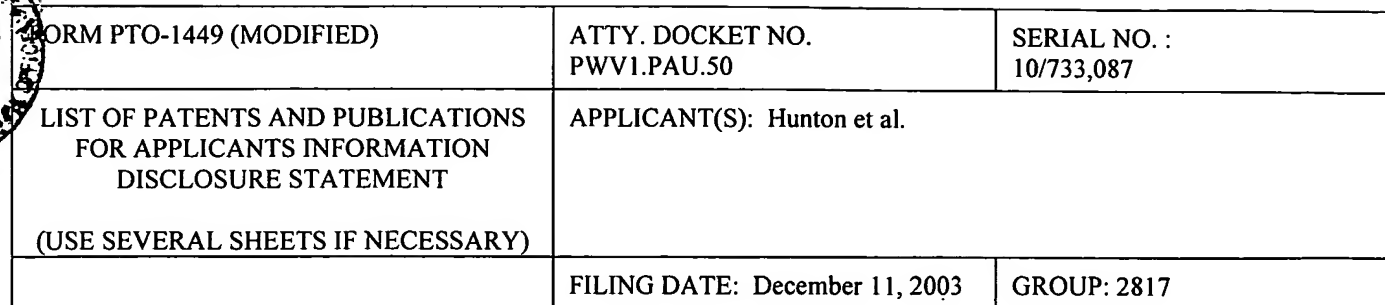 FORM PTO-1449 (MODIFIED)
ATTY. DOCKET NO.
PWV1.PAU.50
SERIAL NO. :
10/733,087
LIST OF PATENTS AND PUBLICATIONS
FOR APPLICANTS INFORMATION
DISCLOSURE STATEMENT
(USE SEVERAL SHEETS IF NECESSARY)
APPLICANT(S): Hunton et al.
FILING DATE: December 11, 2003
GROUP: 2817